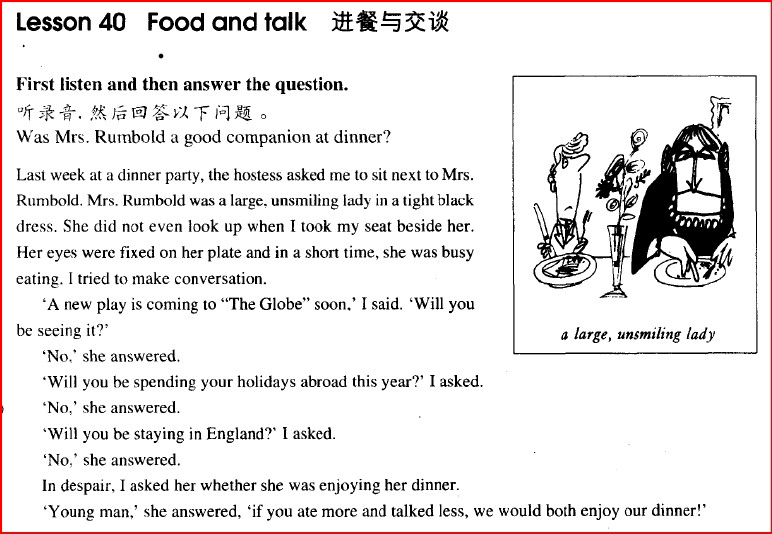 Lesson 40 Food and talk 进餐与交谈
First listen and then answer the question.
听录音，然后回答以下问题。
Was Mrs. Rumbold a good companion at dinner?
Last week at a dinner party, the hostess asked me to sit next to Mrs.
Rumbold. Mrs. Rumbold was a large, unsmiling lady in a tight black
dress. She did not even look up when I took my seat beside her.
Her eyes were fixed on her plate and in a short time, she was busy
eating. I tried to make conversation.
‘A new play is coming to “The Globe” soon,’ I said. ‘Will you
be seeing it?’
‘No,’ she answered.
‘Will you be spending your holidays abroad this year?’ I asked.
‘No,’ she answered.
‘Will you be staying in England?’ I asked.
‘No,’ she answered.
In despair, I asked her whether she was enjoying her dinner.
‘Young man,’ she answered, ‘if you ate more and talked less, we would both enjoy our dinner!’
a large, unsmiling lady